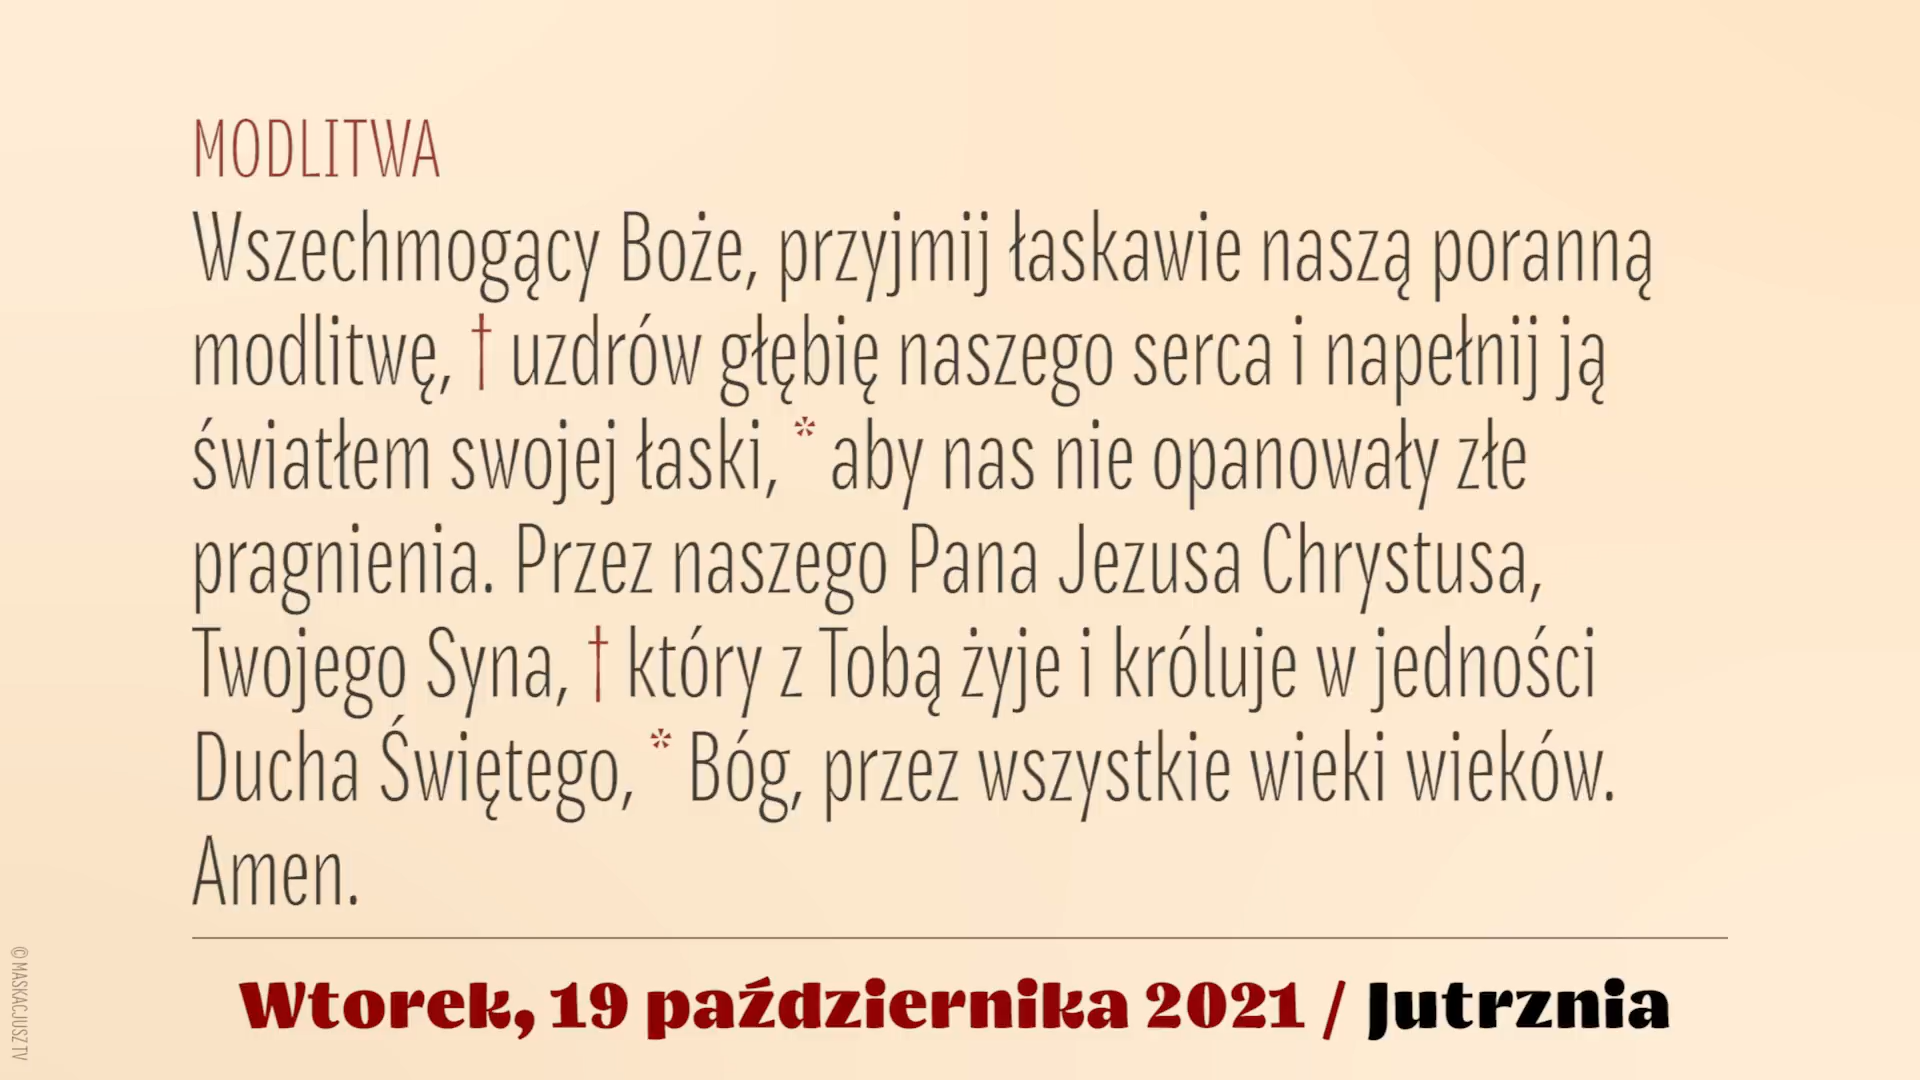 MODLITWA
Wszechmogący Boże, przyjmij łaskawie naszą poranną
modlitwę, † uzdrów głębię naszego serca i napełnij ją
światłem swojej łaski, * aby nas nie opanowały złe
pragnienia. Przez naszego Pana Jezusa Chrystusa,
Twojego Syna, † który z Tobą żyje i króluje w jedności
Ducha Świętego, * Bóg, przez wszystkie wieki wieków.
Amen.
Wtorek, 19 października 2021 / Jutrznia
© MASKACJUSZ TV